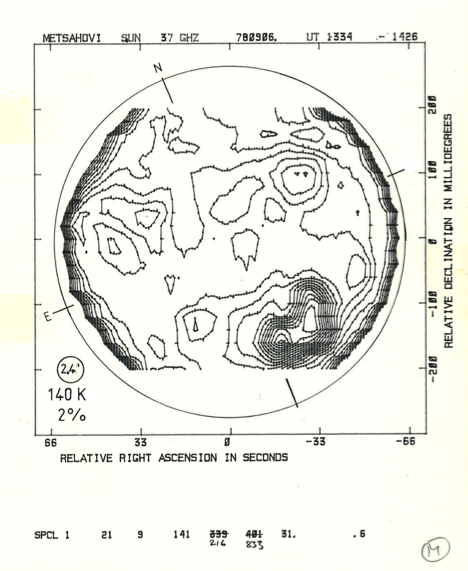 METSAHOVI SUN 37 GHZ 780906. UT 1334 - 1426
N
200
100
0
-100
-200
RELATIVE DECLINATION IN MILLIDEGREES
E
2,4'
140 K
2%
66 33 0 -33 -66
RELATIVE RIGHT ASCENSION IN SECONDS
SPCL 1 21 9 141 339 401 31. .6
216 833
M